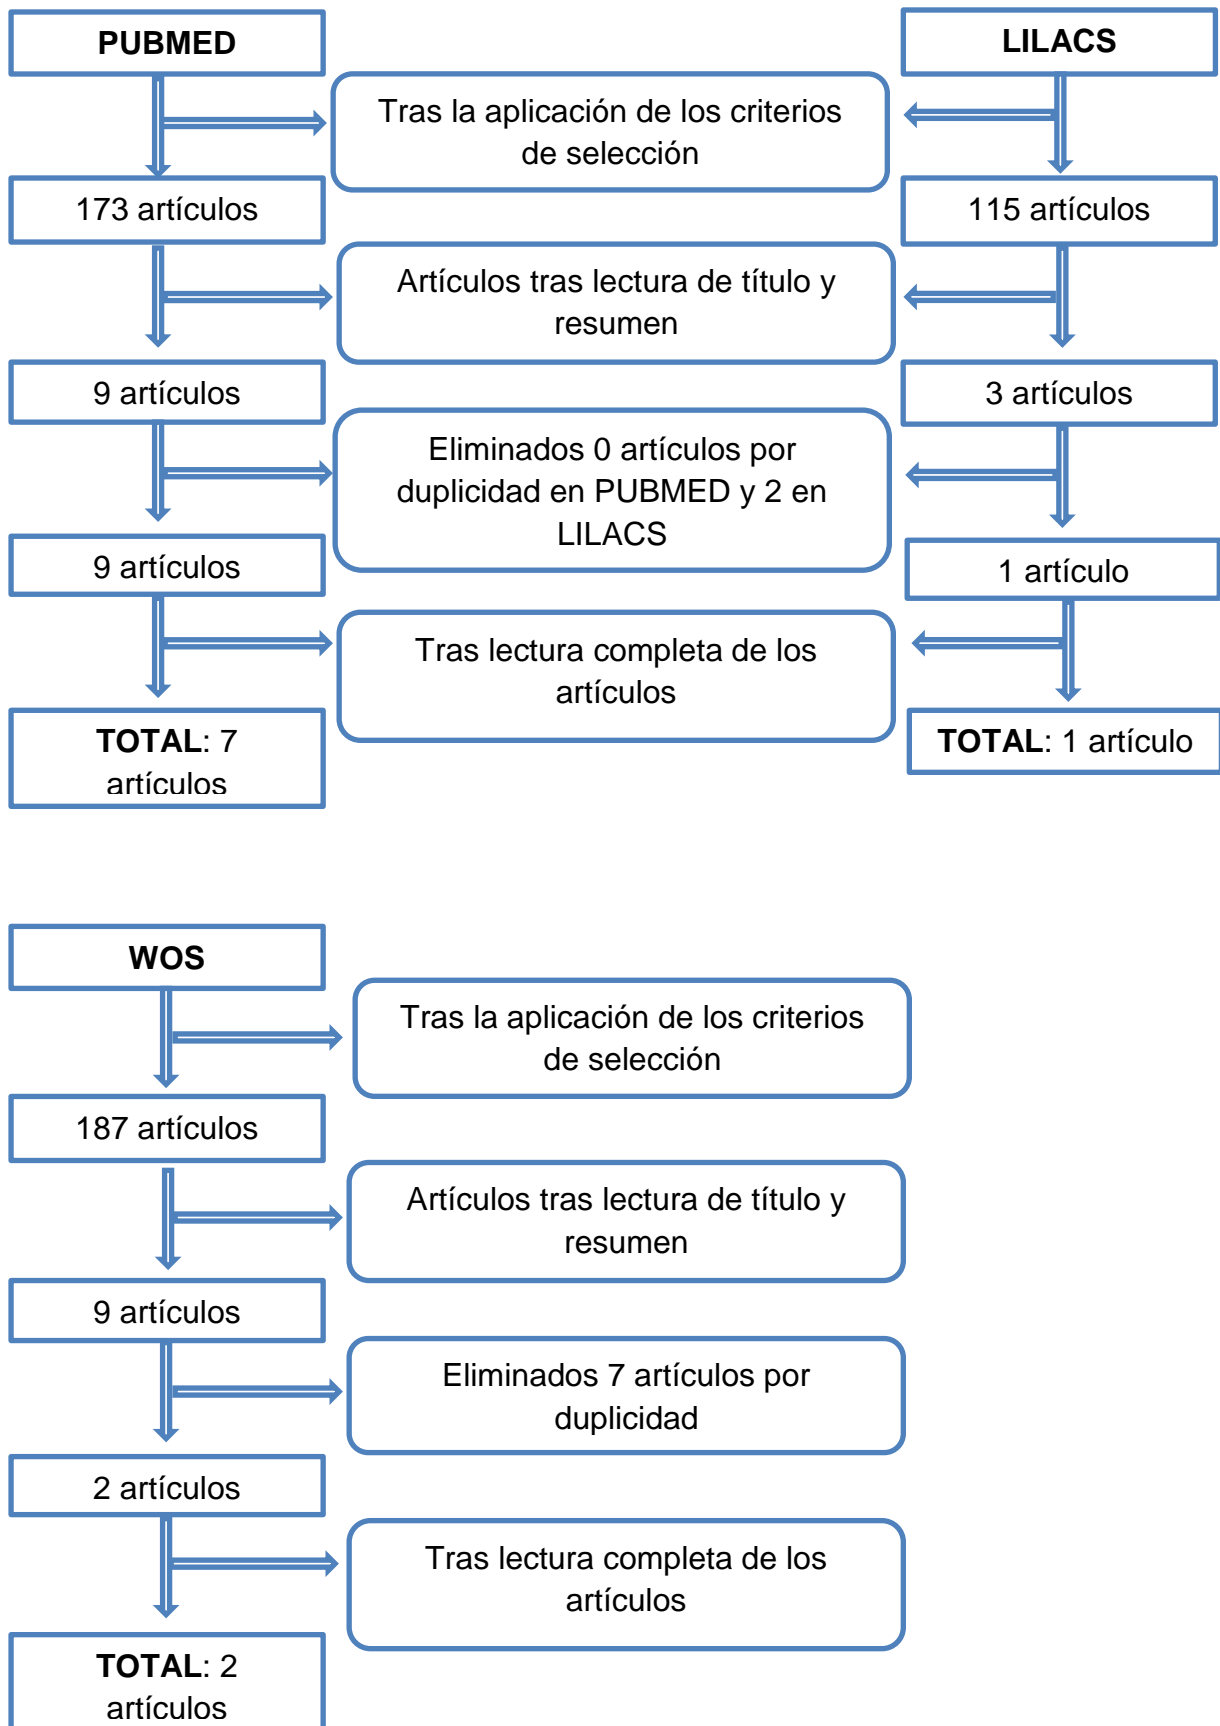 PUBMED
LILACS
Tras la aplicación de los criterios
de selección
173 artículos
115 artículos
Artículos tras lectura de título y
resumen
9 artículos
3 artículos
Eliminados 0 artículos por
duplicidad en PUBMED y 2 en
LILACS
9 artículos
1 artículo
Tras lectura completa de los
artículos
TOTAL: 7
artículos
TOTAL: 1 artículo
WOS
Tras la aplicación de los criterios
de selección
187 artículos
Artículos tras lectura de título y
resumen
9 artículos
Eliminados 7 artículos por
duplicidad
2 artículos
Tras lectura completa de los
artículos
TOTAL: 2
artículos